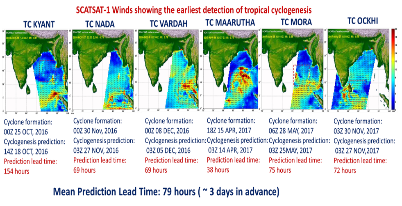 SCATSAT-1 Winds showing the earliest detection of tropical cyclogenesis
TC KYANT TC NADA TC VARDAH TC MAARUTHA TC MORA TC OCKHI
Cyclone formation: Cyclone formation: Cyclone formation: Cyclone formation: Cyclone formation: Cyclone formation:
00Z 25 OCT, 2016 00Z 30 Nov, 2016 00Z 08 DEC, 2016 18Z 15 APR, 2017 06Z 28 MAY, 2017 03Z 30 NOV, 2017
Cyclogenesis prediction: Cyclogenesis prediction: Cyclogenesis prediction: Cyclogenesis prediction: Cyclogenesis prediction: Cyclogenesis prediction:
14Z 18 OCT, 2016 03Z 27 NOV, 2016 03Z 05 DEC, 2016 03Z 14 APR, 2017 03Z 25MAY, 2017 03Z 27 NOV,2017
Prediction lead time: Prediction lead time: Prediction lead time: Prediction lead time: Prediction lead time: Prediction lead time:
154 hours 69 hours 69 hours 38 hours 75 hours 72 hours
Mean Prediction Lead Time: 79 hours ( ~ 3 days in advance)